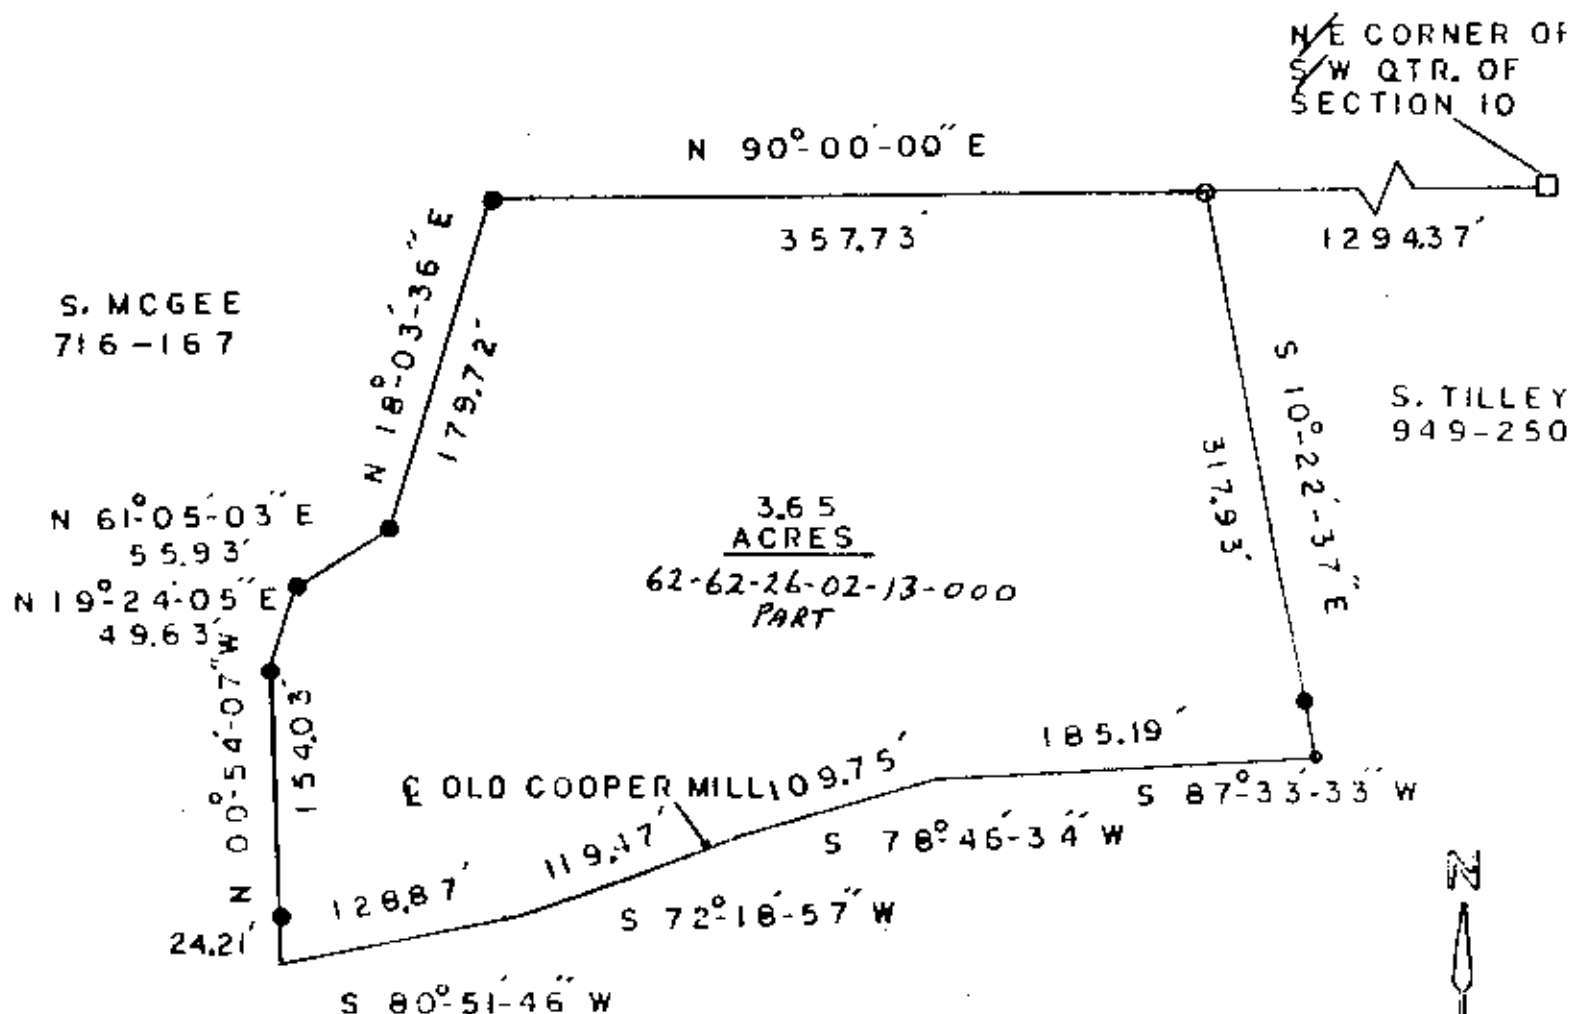 N/E CORNER OF
S/W QTR. OF
SECTION 10
N 90°-00'-00" E
357.73'
1294.37'
S. MCGEE
716-167
N 18°-03'-36" E
179.72'
S 10°-22'-37" E
317.93'
S. TILLEY
949-250
N 61°-05'-03" E
55.93'
N 19°-24'-05" E
49.63'
3.65
ACRES
62-62-26-02-13-000
PART
N 00°-54'-07" W
154.03'
185.19'
℄ OLD COOPER MILL
109.75'
S 87°-33'-33" W
119.47'
S 78°-46'-34" W
128.87'
S 72°-18'-57" W
24.21'
S 80°-51'-46" W
N